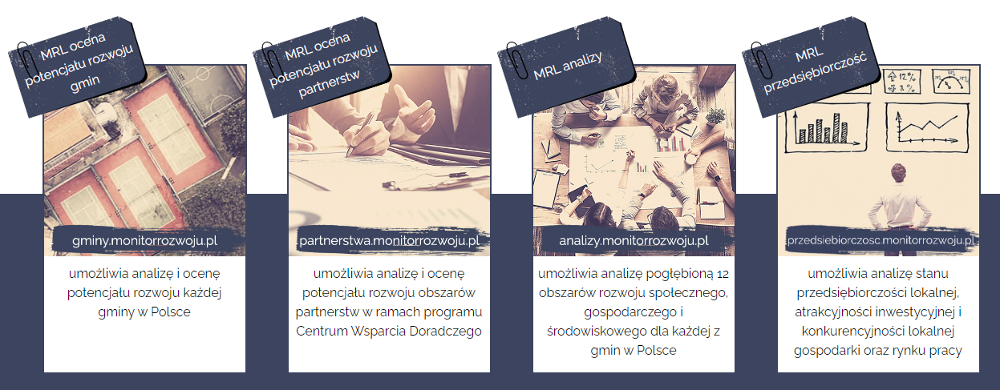 MRL ocena
potencjału rozwoju
gmin
gminy.monitorrozwoju.pl
umożliwia analizę i ocenę
potencjału rozwoju każdej
gminy w Polsce
MRL ocena
potencjału rozwoju
partnerstw
partnerstwa.monitorrozwoju.pl
umożliwia analizę i ocenę
potencjału rozwoju obszarów
partnerstw w ramach programu
Centrum Wsparcia Doradczego
MRL analizy
analizy.monitorrozwoju.pl
umożliwia analizę pogłębioną 12
obszarów rozwoju społecznego,
gospodarczego i
środowiskowego dla każdej z
gmin w Polsce
MRL
przedsiębiorczość
12%
8%
przedsiebiorczosc.monitorrozwoju.pl
umożliwia analizę stanu
przedsiębiorczości lokalnej,
atrakcyjności inwestycyjnej i
konkurencyjności lokalnej
gospodarki oraz rynku pracy